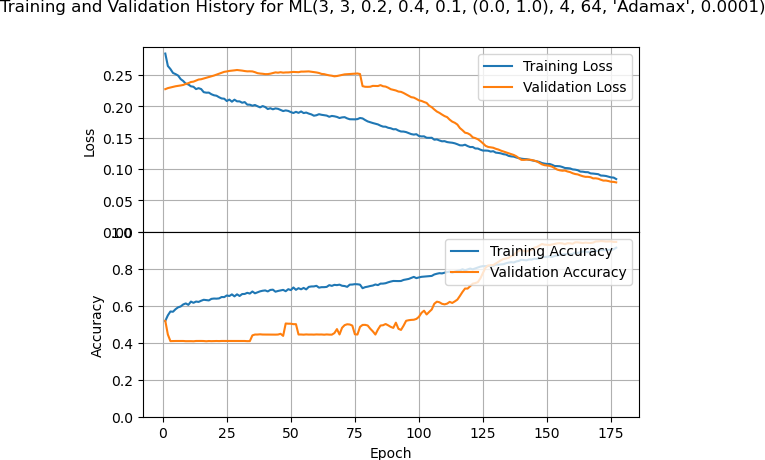 Training and Validation History for ML(3, 3, 0.2, 0.4, 0.1, (0.0, 1.0), 4, 64, 'Adamax', 0.0001)
Training Loss
Validation Loss
0.25
0.20
0.15
0.10
0.05
0.00
Loss
Training Accuracy
Validation Accuracy
1.0
0.8
0.6
0.4
0.2
0.0
Accuracy
0 25 50 75 100 125 150 175
Epoch